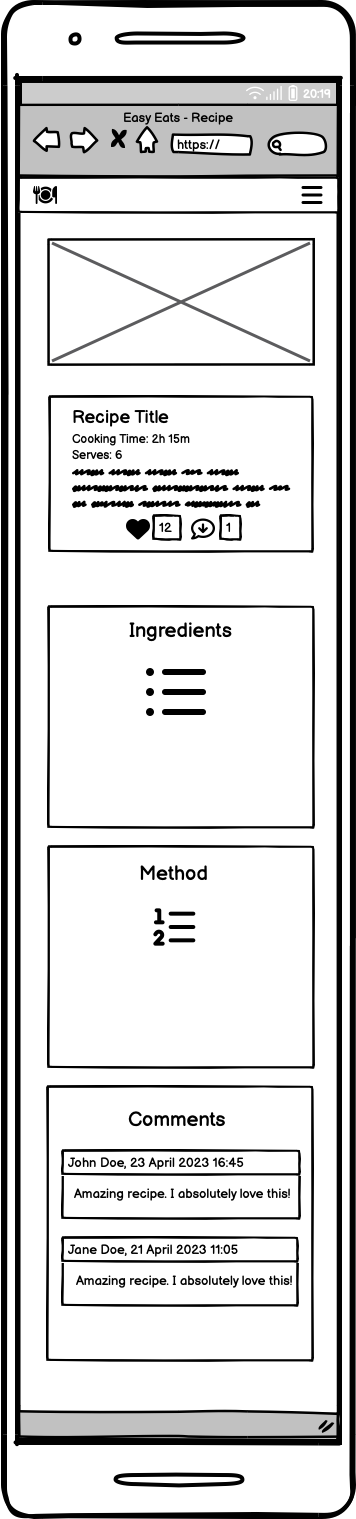 20:19
Easy Eats - Recipe
https://
Recipe Title
Cooking Time: 2h 15m
Serves: 6
12 1
Ingredients
Method
1
2
Comments
John Doe, 23 April 2023 16:45
Amazing recipe. I absolutely love this!
Jane Doe, 21 April 2023 11:05
Amazing recipe. I absolutely love this!